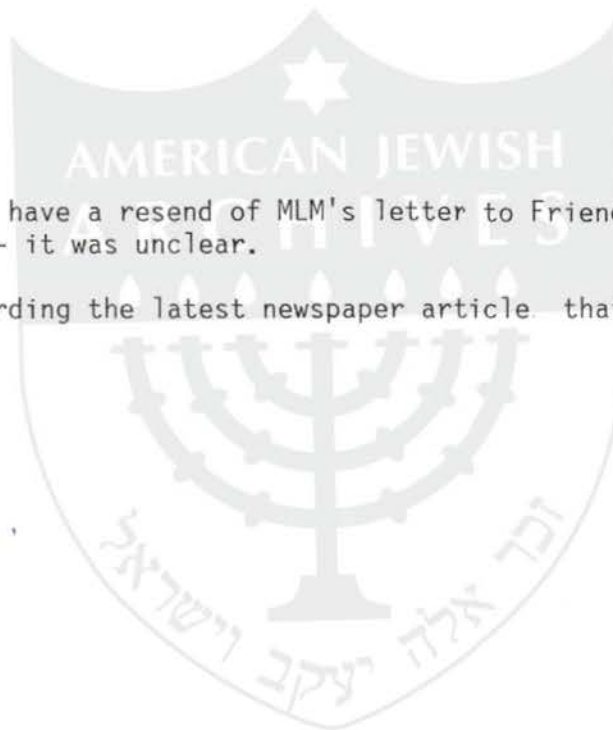 AMERICAN JEWISH
have a resend of MLM's letter to Frien
ARCHIVES
- it was unclear.
rding the latest newspaper article tha
זכר אלה יעקב וישראל